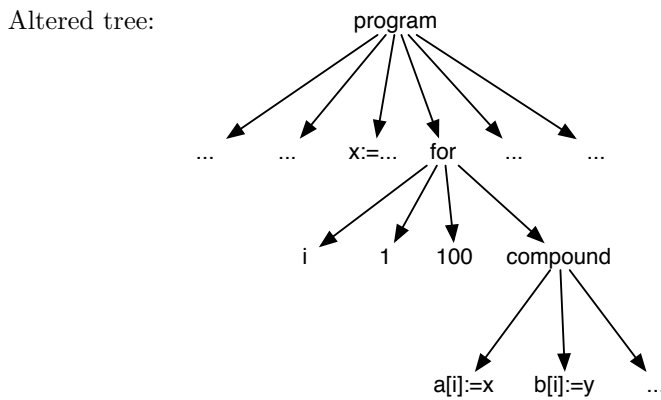 Altered tree:
program
... ... x:=... for ... ...
i 1 100 compound
a[i]:=x b[i]:=y ...